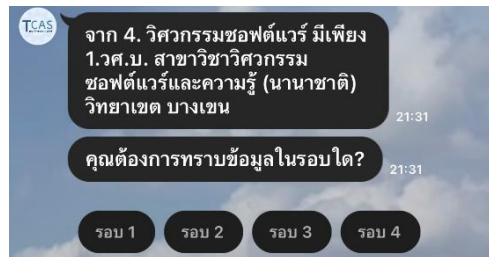 TCAS
จาก 4. วิศวกรรมซอฟต์แวร์ มีเพียง
1.วศ.บ. สาขาวิชาวิศวกรรม
ซอฟต์แวร์และความรู้ (นานาชาติ)
วิทยาเขต บางเขน
21:31
คุณต้องการทราบข้อมูลในรอบใด?
21:31
รอบ 1
รอบ 2
รอบ 3
รอบ 4